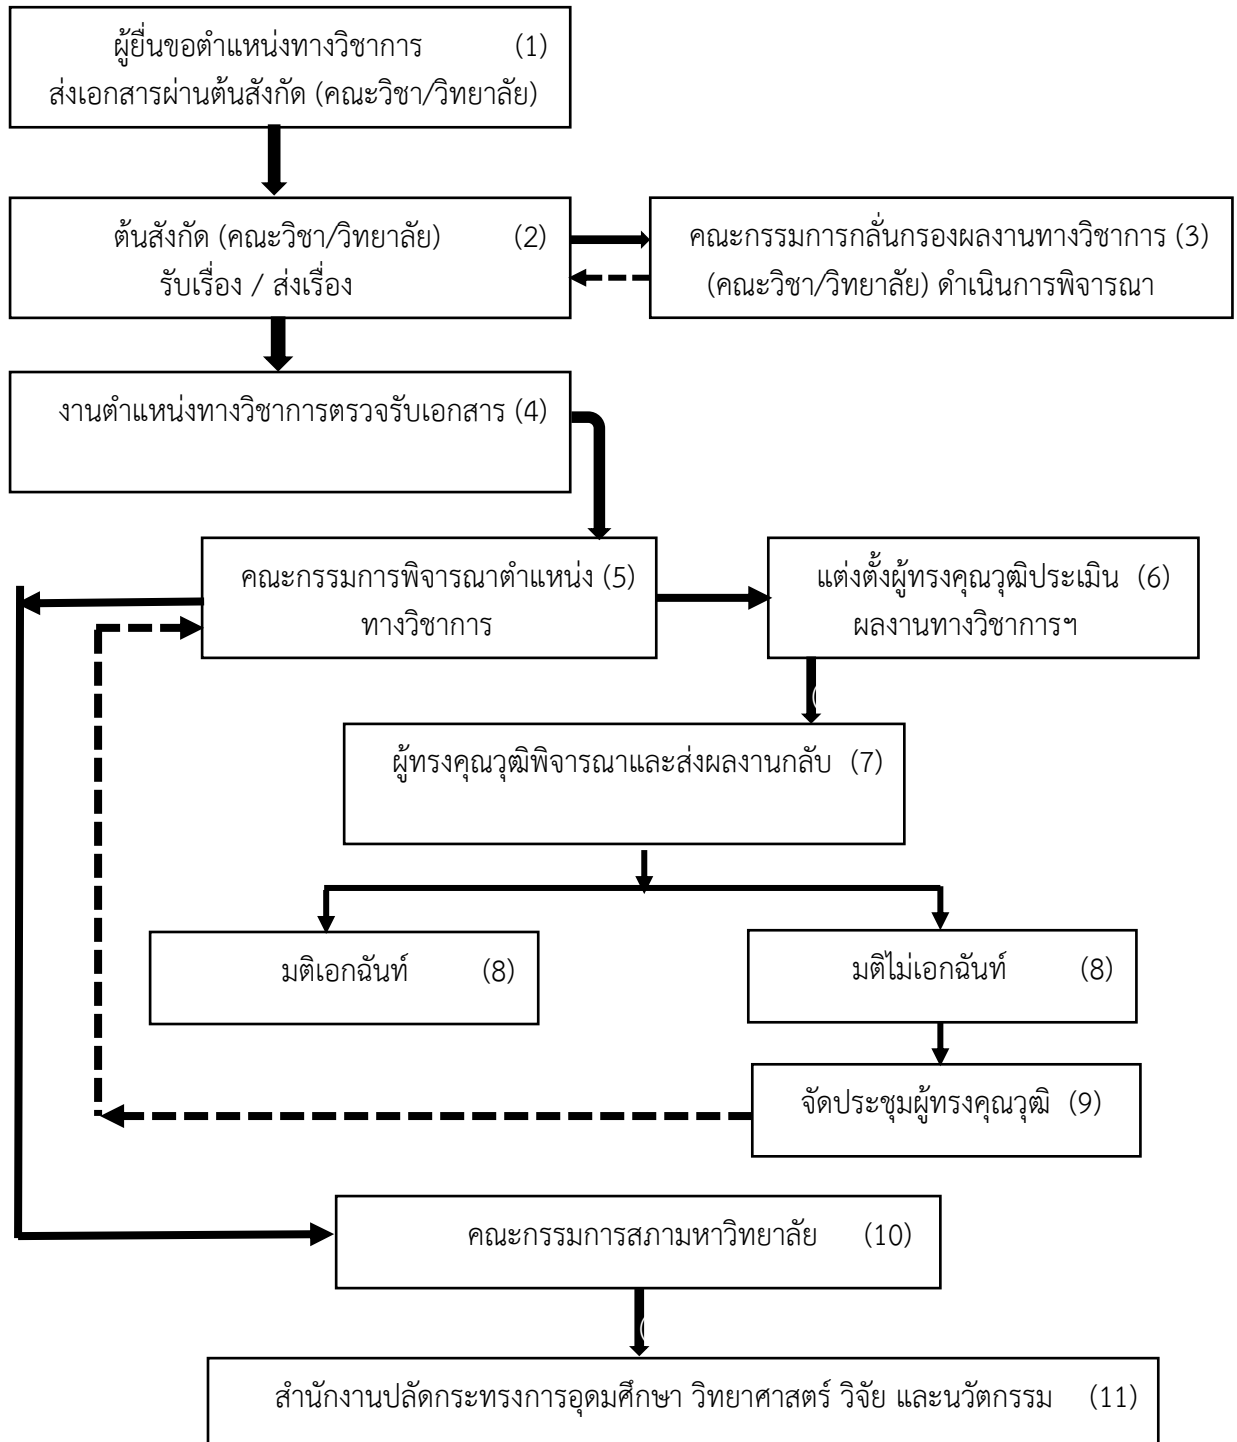 ผู้ยื่นขอตำแหน่งทางวิชาการ (1)
ส่งเอกสารผ่านต้นสังกัด (คณะวิชา/วิทยาลัย)
ต้นสังกัด (คณะวิชา/วิทยาลัย) (2)
รับเรื่อง / ส่งเรื่อง
คณะกรรมการกลั่นกรองผลงานทางวิชาการ (3)
(คณะวิชา/วิทยาลัย) ดำเนินการพิจารณา
งานตำแหน่งทางวิชาการตรวจรับเอกสาร (4)
คณะกรรมการพิจารณาตำแหน่ง (5)
ทางวิชาการ
แต่งตั้งผู้ทรงคุณวุฒิประเมิน (6)
ผลงานทางวิชาการฯ
ผู้ทรงคุณวุฒิพิจารณาและส่งผลงานกลับ (7)
มติเอกฉันท์ (8)
มติไม่เอกฉันท์ (8)
จัดประชุมผู้ทรงคุณวุฒิ (9)
คณะกรรมการสภามหาวิทยาลัย (10)
สำนักงานปลัดกระทรงการอุดมศึกษา วิทยาศาสตร์ วิจัย และนวัตกรรม (11)